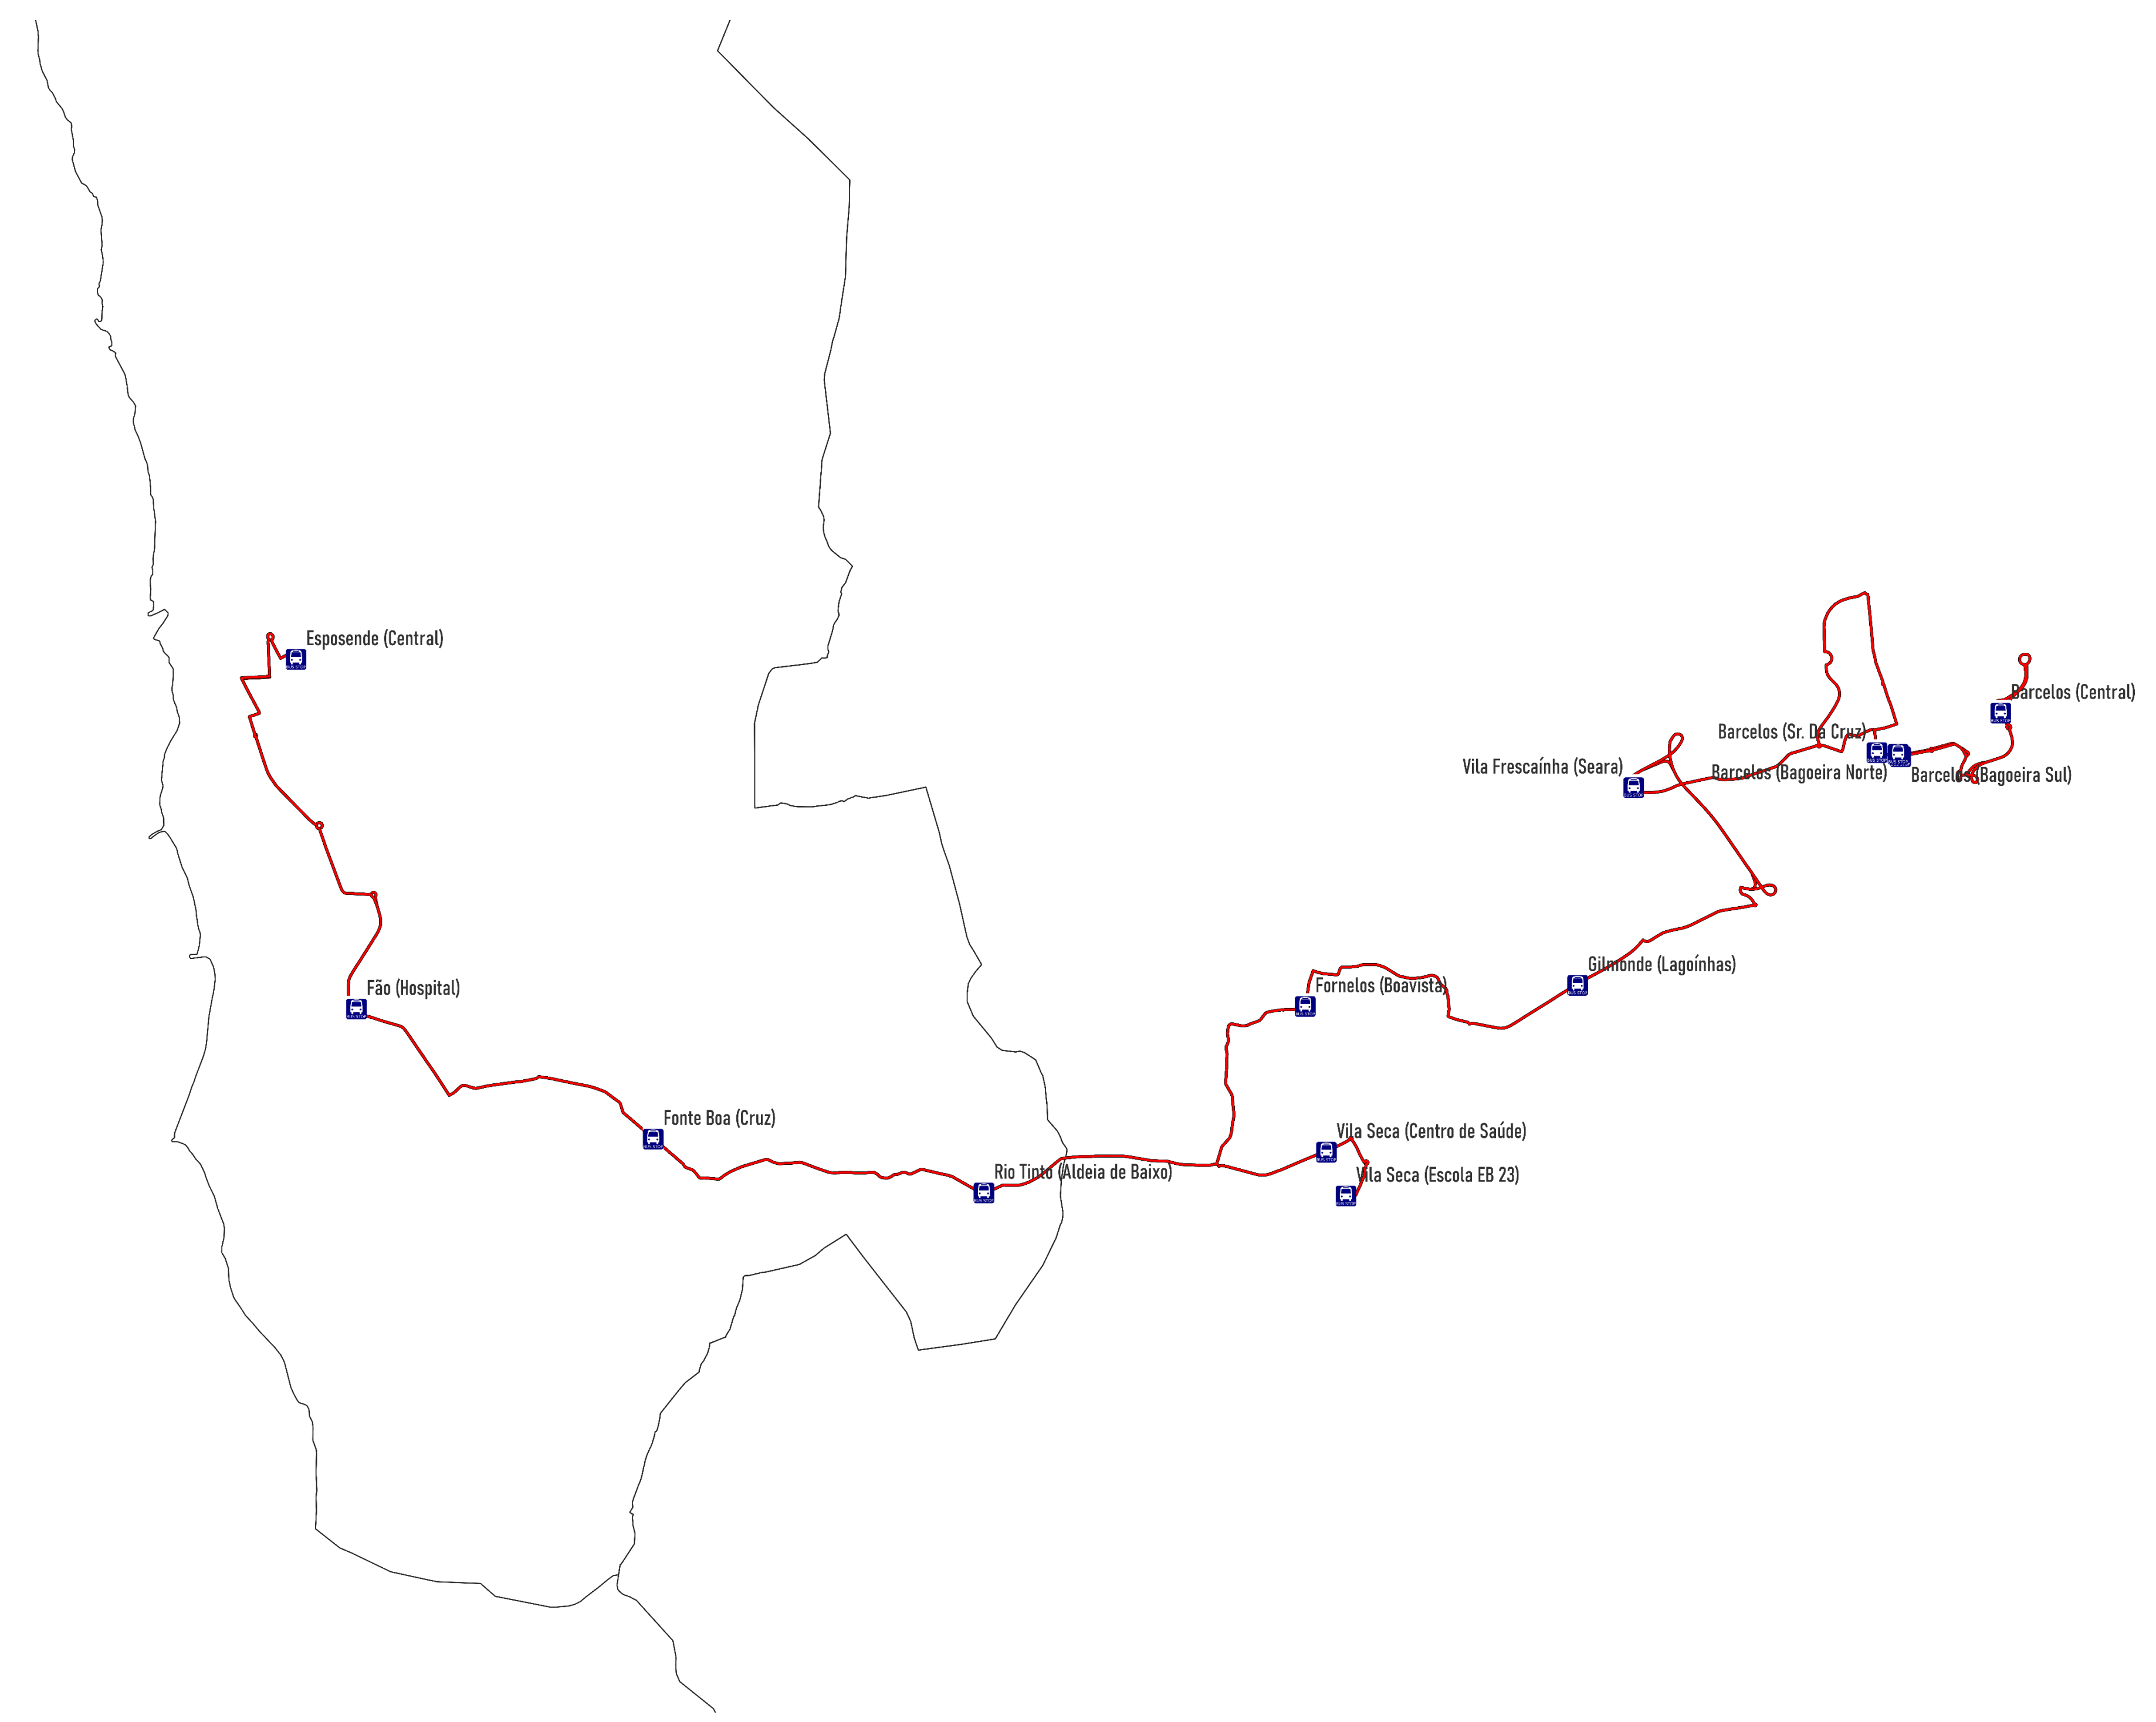 Esposende (Central)
Barcelos (Central)
Barcelos (Sr. Da Cruz)
Vila Frescaínha (Seara)
Barcelos (Bagoeira Norte)
Barcelos (Bagoeira Sul)
Gilmonde (Lagoínhas)
Fornelos (Boavista)
Fão (Hospital)
Fonte Boa (Cruz)
Vila Seca (Centro de Saúde)
Rio Tinto (Aldeia de Baixo)
Vila Seca (Escola EB 23)